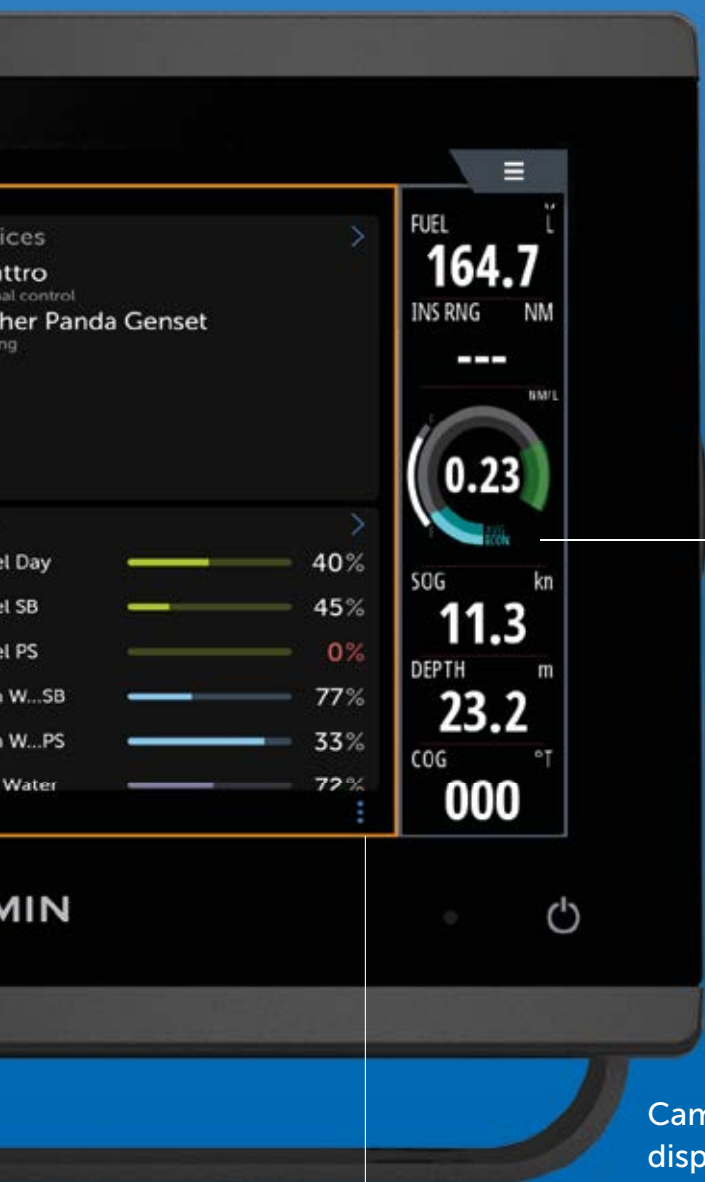 ices
FUEL L
ttro
164.7
al control
her Panda Genset
INS RNG NM
ng
---
NM/L
0.23
ECON
el Day 40%
SOG kn
el SB 45%
11.3
el PS 0%
DEPTH m
W...SB 77%
23.2
W...PS 33%
COG °T
Water 72%
000
MIN
Cam
disp